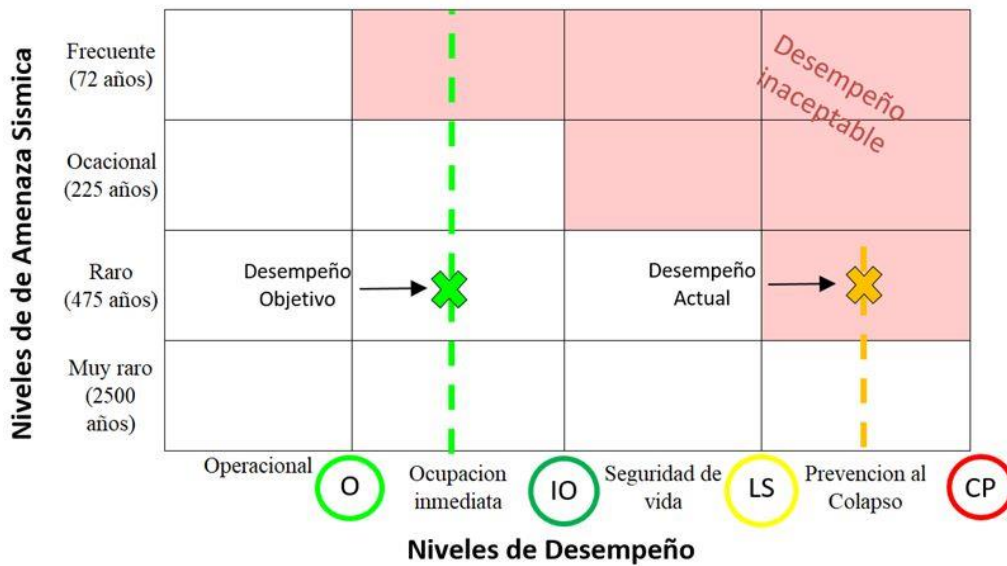 Niveles de de Amenaza Sismica
Frecuente
(72 años)
Desempeño
inaceptable
Ocacional
(225 años)
Raro
(475 años)
Desempeño
Objetivo
Desempeño
Actual
Muy raro
(2500
años)
Operacional
O
Ocupacion
inmediata
IO
Seguridad de
vida
LS
Prevencion al
Colapso
CP
Niveles de Desempeño